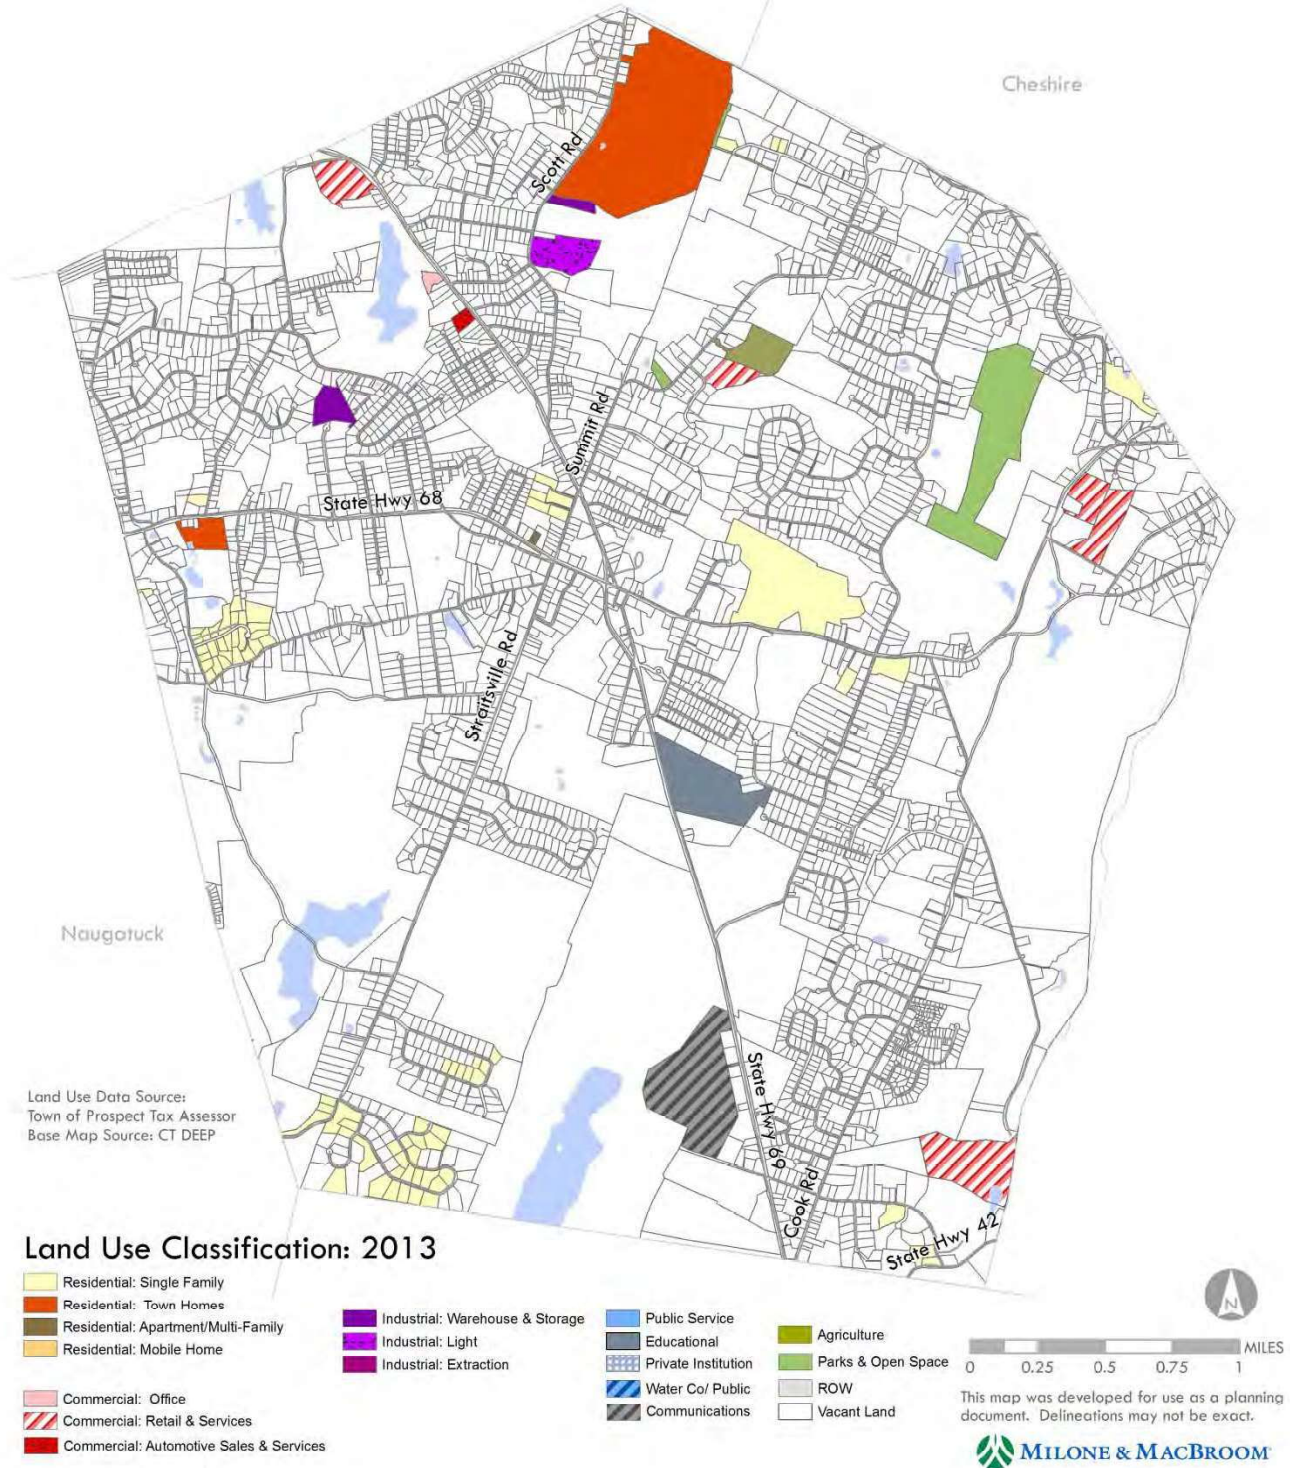 Cheshire
Scott Rd
Summit Rd
State Hwy 68
Straitsville Rd
Naugatuck
State Hwy 69
Cook Rd
State Hwy 42
Land Use Data Source:
Town of Prospect Tax Assessor
Base Map Source: CT DEEP
Land Use Classification: 2013
Residential: Single Family
Residential: Town Homes
Residential: Apartment/Multi-Family
Residential: Mobile Home
Commercial: Office
Commercial: Retail & Services
Commercial: Automotive Sales & Services
Industrial: Warehouse & Storage
Industrial: Light
Industrial: Extraction
Public Service
Educational
Private Institution
Water Co/ Public
Communications
Agriculture
Parks & Open Space
ROW
Vacant Land
N
MILES
0 0.25 0.5 0.75 1
This map was developed for use as a planning
document. Delineations may not be exact.
MILONE & MACBROOM